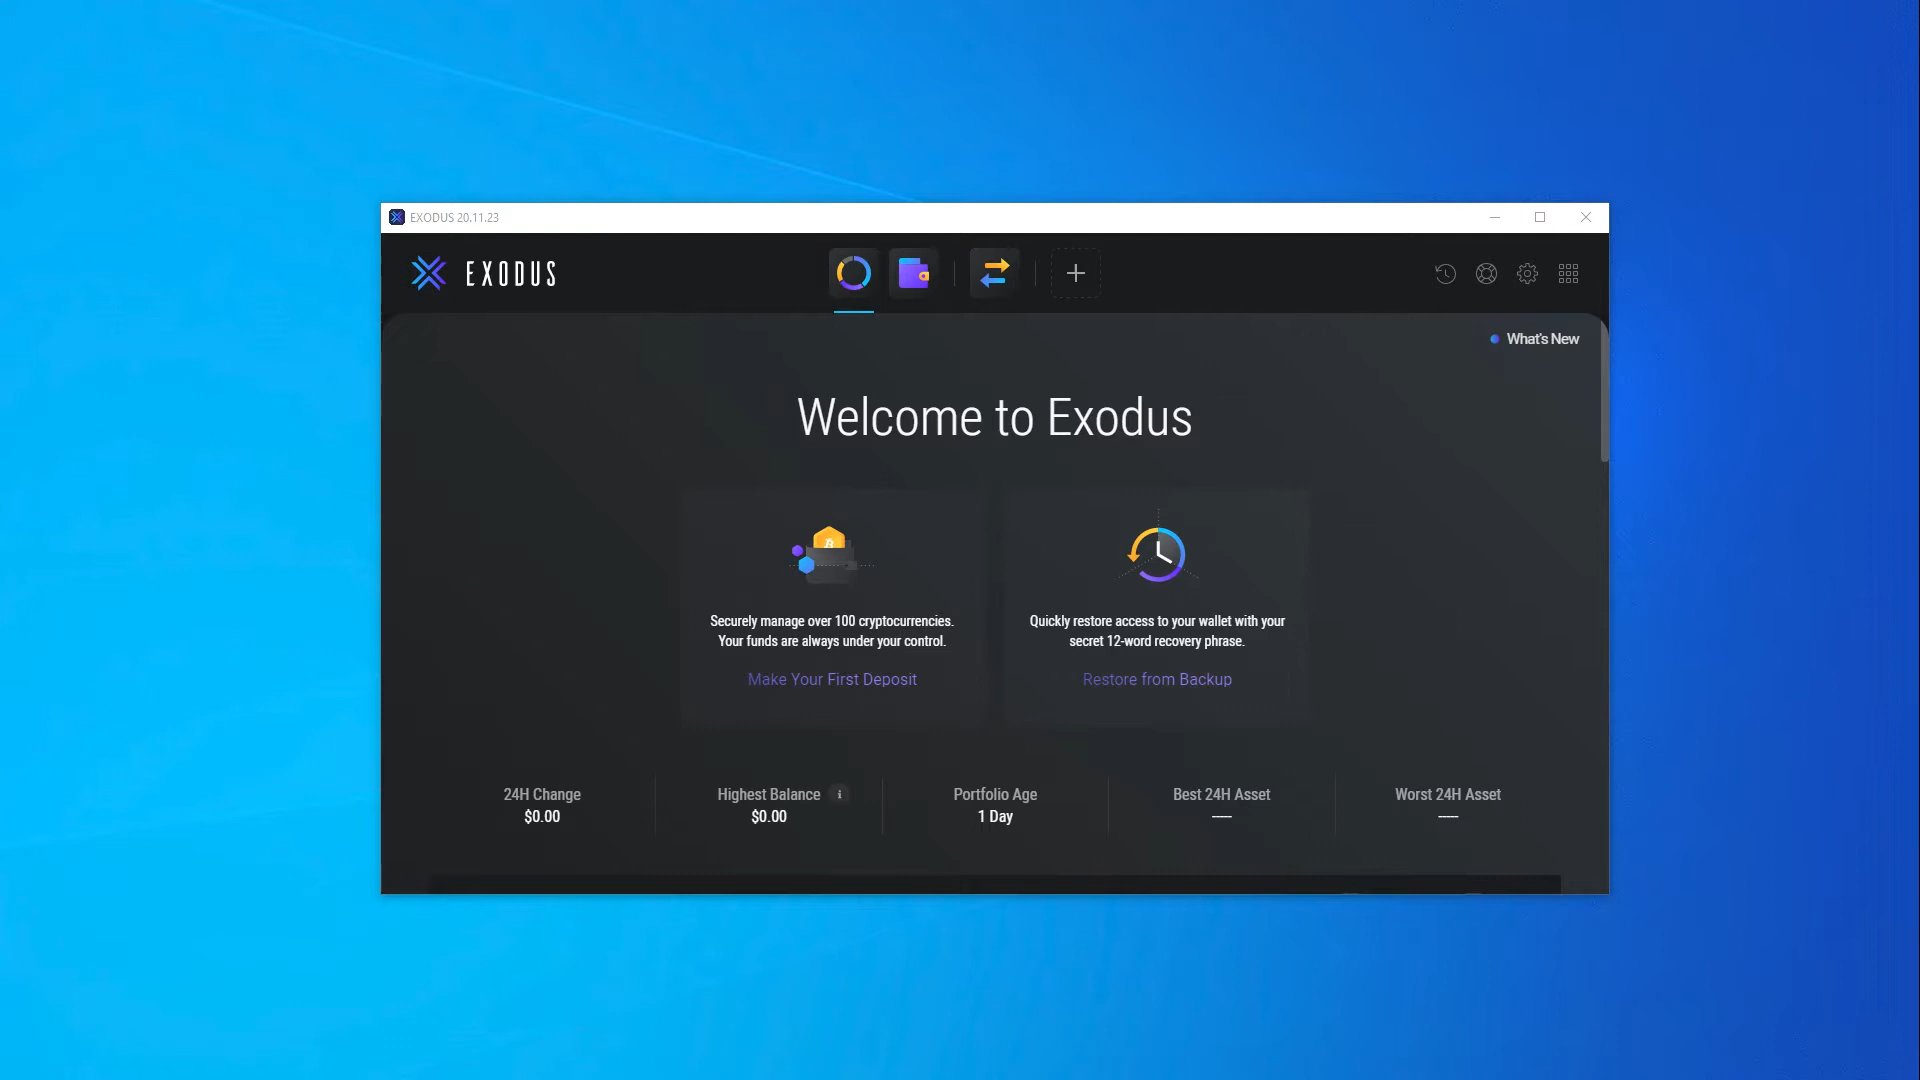 EXODUS 20.11.23
EXODUS
What's New
Welcome to Exodus
Securely manage over 100 cryptocurrencies.
Your funds are always under your control.
Make Your First Deposit
Quickly restore access to your wallet with your
secret 12-word recovery phrase.
Restore from Backup
24H Change
$0.00
Highest Balance i
$0.00
Portfolio Age
1 Day
Best 24H Asset
-----
Worst 24H Asset
-----